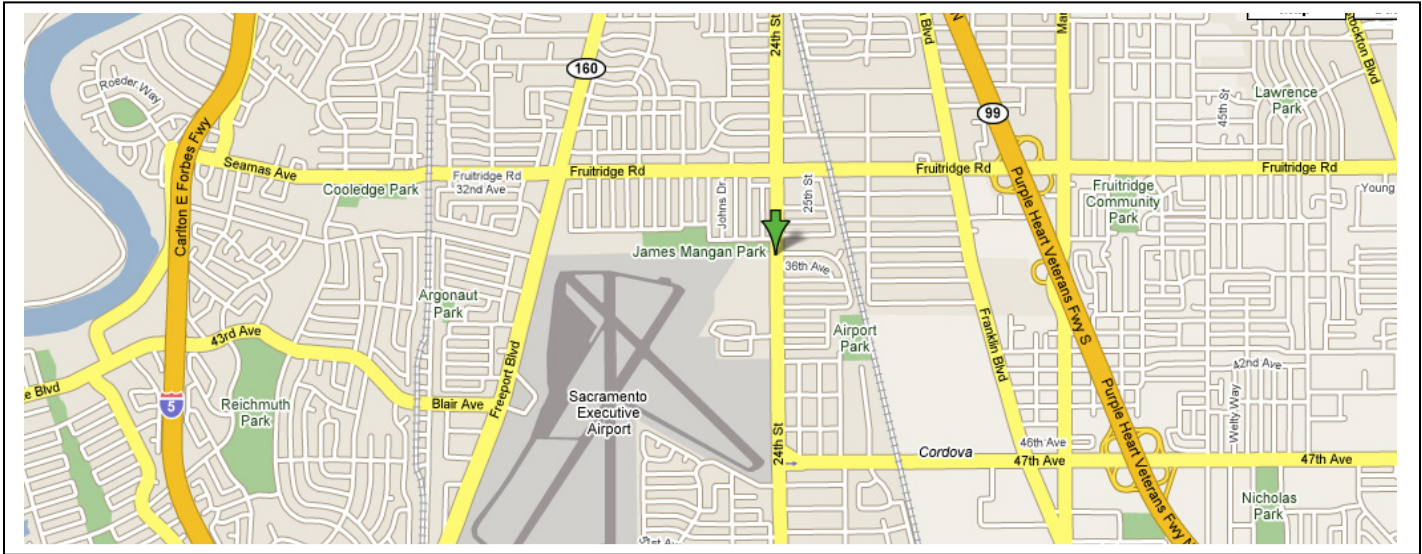 24th St
160
Roeder Way
Carlton E Forbes Fwy
Seamas Ave
Cooledge Park
Fruitridge Rd
32nd Ave
Fruitridge Rd
Johns Dr
25th St
Blvd
N
99
Fruitridge Rd
Purple Heart Veterans Fwy S
45th St
Lawrence
Park
Fruitridge Rd
Fruitridge
Community
Park
Young
James Mangan Park
36th Ave
Argonaut
Park
43rd Ave
Freeport Blvd
Airport
Park
Franklin Blvd
42nd Ave
Blvd
5
Reichmuth
Park
Blair Ave
Sacramento
Executive
Airport
Purple Heart Veterans Fwy N
Welty Way
24th St
Cordova
46th Ave
47th Ave
47th Ave
Nicholas
Park